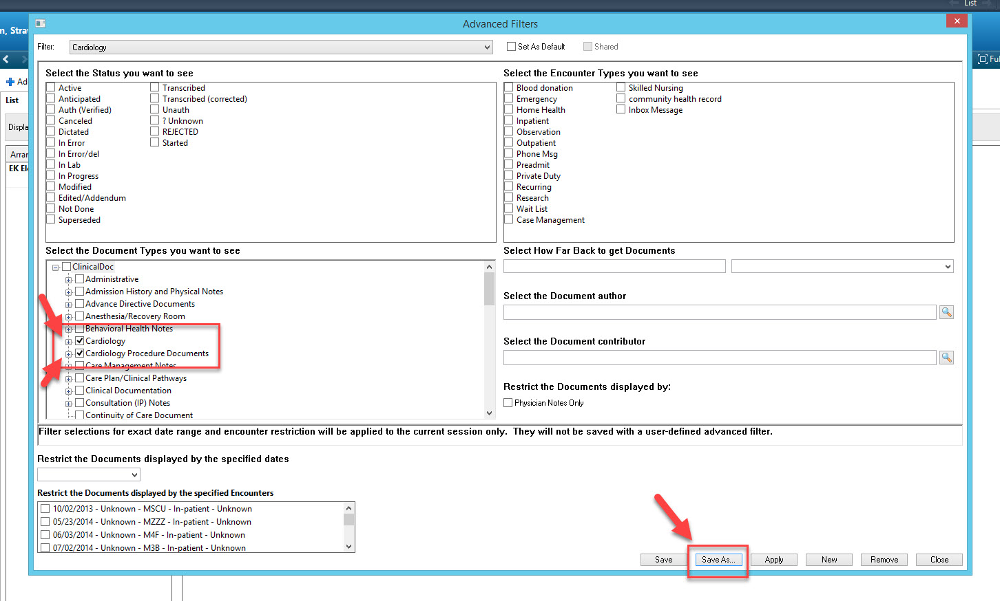 List
Advanced Filters
n, Straw
Filter:
Cardiology
Set As Default
Shared
Ful
Ad
List
Displa
Arran
EK Ele
Select the Status you want to see
Active
Anticipated
Auth (Verified)
Canceled
Dictated
In Error
In Error/del
In Lab
In Progress
Modified
Edited/Addendum
Not Done
Superseded
Transcribed
Transcribed (corrected)
Unauth
? Unknown
REJECTED
Started
Select the Encounter Types you want to see
Blood donation
Emergency
Home Health
Inpatient
Observation
Outpatient
Phone Msg
Preadmit
Private Duty
Recurring
Research
Wait List
Case Management
Skilled Nursing
community health record
Inbox Message
Select the Document Types you want to see
ClinicalDoc
Administrative
Admission History and Physical Notes
Advance Directive Documents
Anesthesia/Recovery Room
Behavioral Health Notes
Cardiology
Cardiology Procedure Documents
Care Management Notes
Care Plan/Clinical Pathways
Clinical Documentation
Consultation (IP) Notes
Continuity of Care Document
Select How Far Back to get Documents
Select the Document author
Select the Document contributor
Restrict the Documents displayed by:
Physician Notes Only
Filter selections for exact date range and encounter restriction will be applied to the current session only.  They will not be saved with a user-defined advanced filter.
Restrict the Documents displayed by the specified dates
Restrict the Documents displayed by the specified Encounters
10/02/2013 - Unknown - MSCU - In-patient - Unknown
05/23/2014 - Unknown - MZZZ - In-patient - Unknown
06/03/2014 - Unknown - M4F - In-patient - Unknown
07/02/2014 - Unknown - M3B - In-patient - Unknown
Save
Save As...
Apply
New
Remove
Close